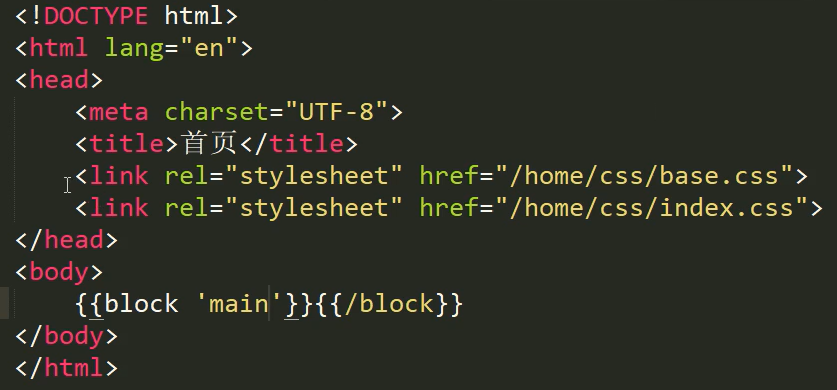 <!DOCTYPE html>
<html lang="en">
<head>
    <meta charset="UTF-8">
    <title>首页</title>
    <link rel="stylesheet" href="/home/css/base.css">
    <link rel="stylesheet" href="/home/css/index.css">
</head>
<body>
    {{block 'main'}}{{/block}}
</body>
</html>